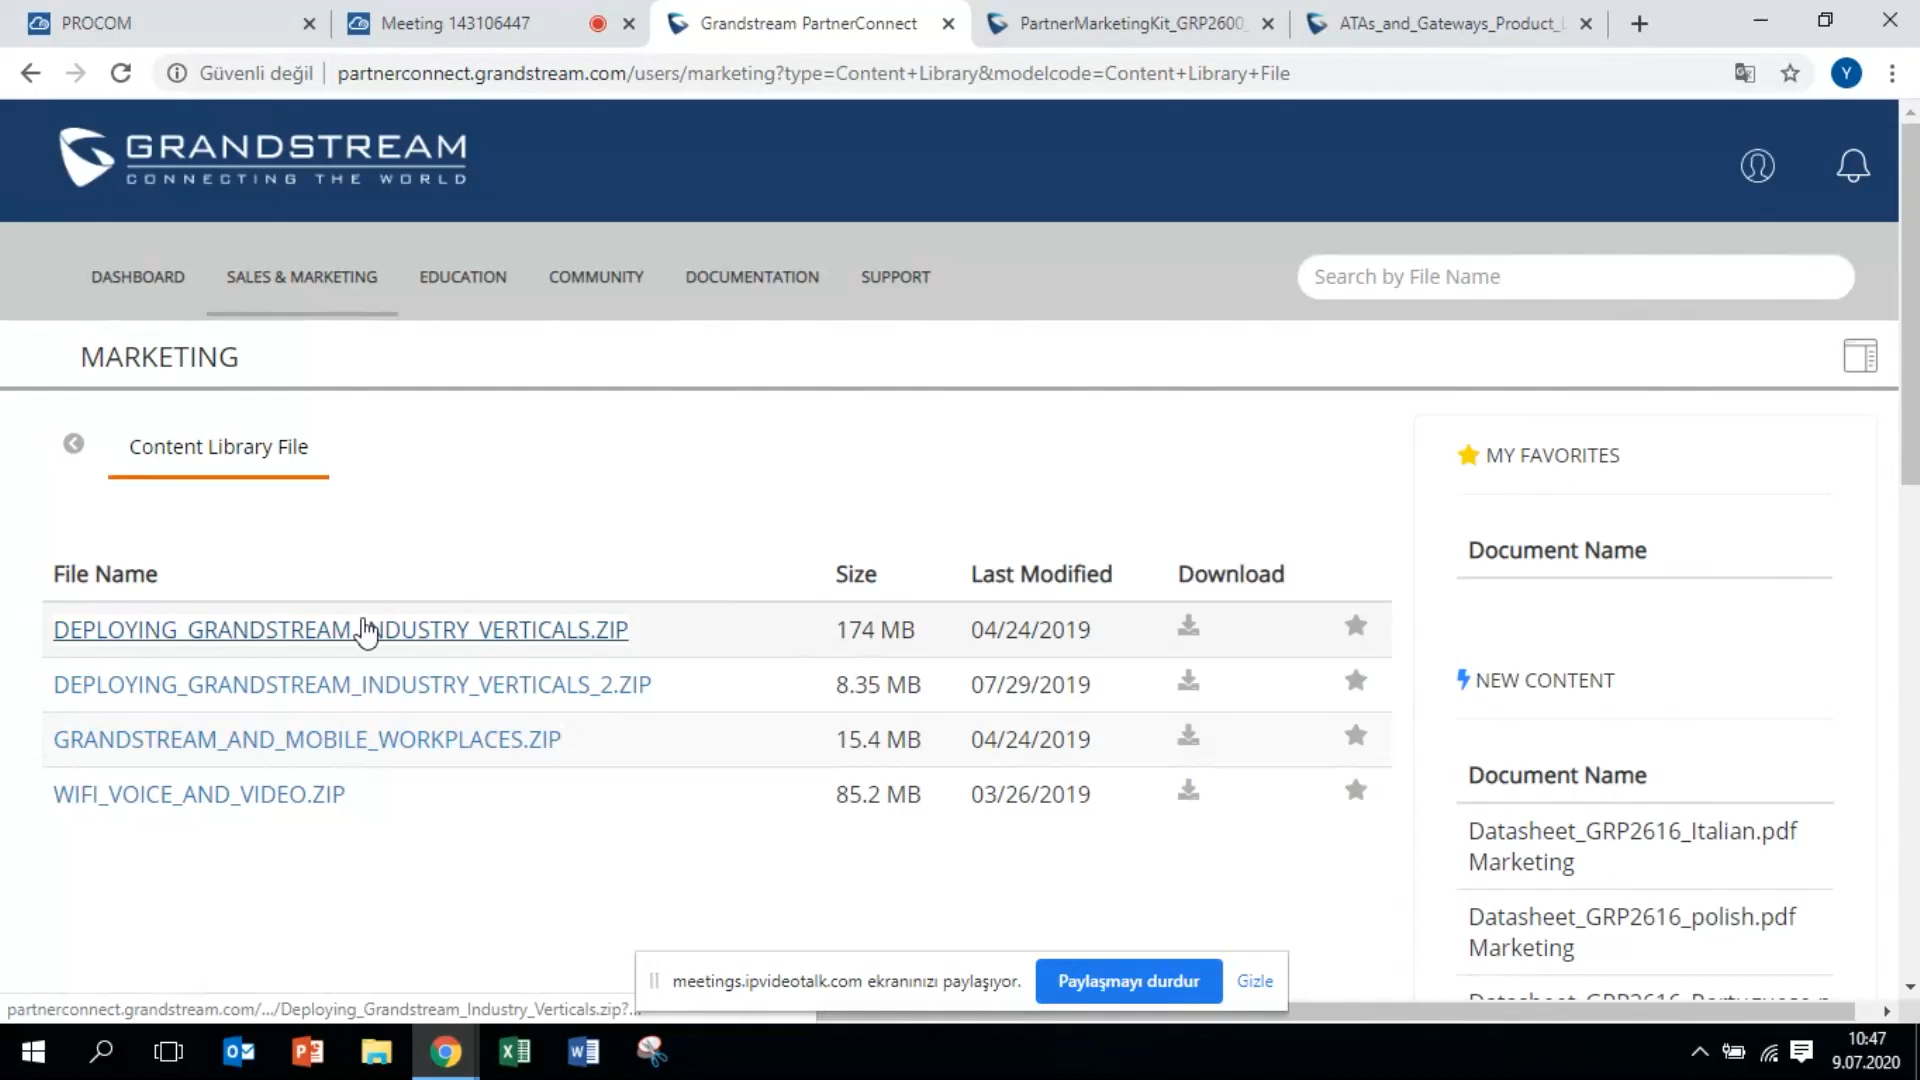 PROCOM
Meeting 143106447
Grandstream PartnerConnect
PartnerMarketingKit_GRP2600_
ATAs_and_Gateways_Product_
Güvenli değil
partnerconnect.grandstream.com/users/marketing?type=Content+Library&modelcode=Content+Library+File
Y
GRANDSTREAM
CONNECTING THE WORLD
DASHBOARD
SALES & MARKETING
EDUCATION
COMMUNITY
DOCUMENTATION
SUPPORT
Search by File Name
MARKETING
Content Library File
MY FAVORITES
Document Name
File Name Size Last Modified Download
DEPLOYING_GRANDSTREAM_INDUSTRY_VERTICALS.ZIP 174 MB 04/24/2019
DEPLOYING_GRANDSTREAM_INDUSTRY_VERTICALS_2.ZIP 8.35 MB 07/29/2019
GRANDSTREAM_AND_MOBILE_WORKPLACES.ZIP 15.4 MB 04/24/2019
WIFI_VOICE_AND_VIDEO.ZIP 85.2 MB 03/26/2019
NEW CONTENT
Document Name
Datasheet_GRP2616_Italian.pdf
Marketing
Datasheet_GRP2616_polish.pdf
Marketing
meetings.ipvideotalk.com ekranınızı paylaşıyor.
Paylaşmayı durdur
Gizle
partnerconnect.grandstream.com/.../Deploying_Grandstream_Industry_Verticals.zip?...
10:47
9.07.2020